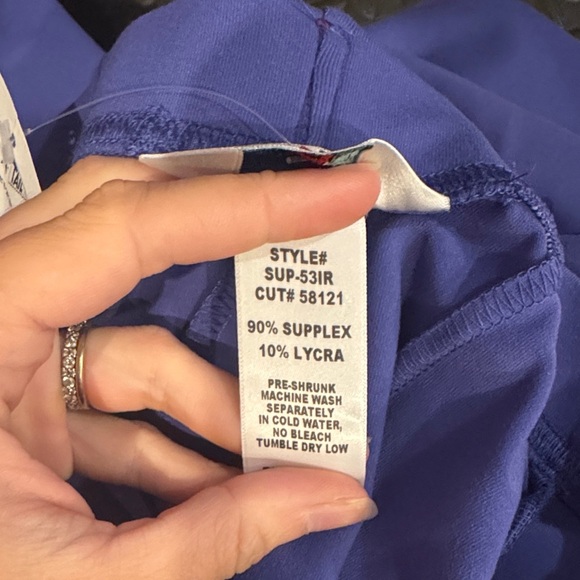 STYLE#
SUP-53IR
CUT# 58121
90% SUPPLEX
10% LYCRA
PRE-SHRUNK
MACHINE WASH
SEPARATELY
IN COLD WATER,
NO BLEACH
TUMBLE DRY LOW